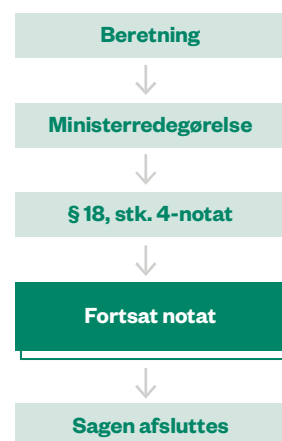 Beretning
Ministerredegørelse
§ 18, stk. 4-notat
Fortsat notat
Sagen afsluttes